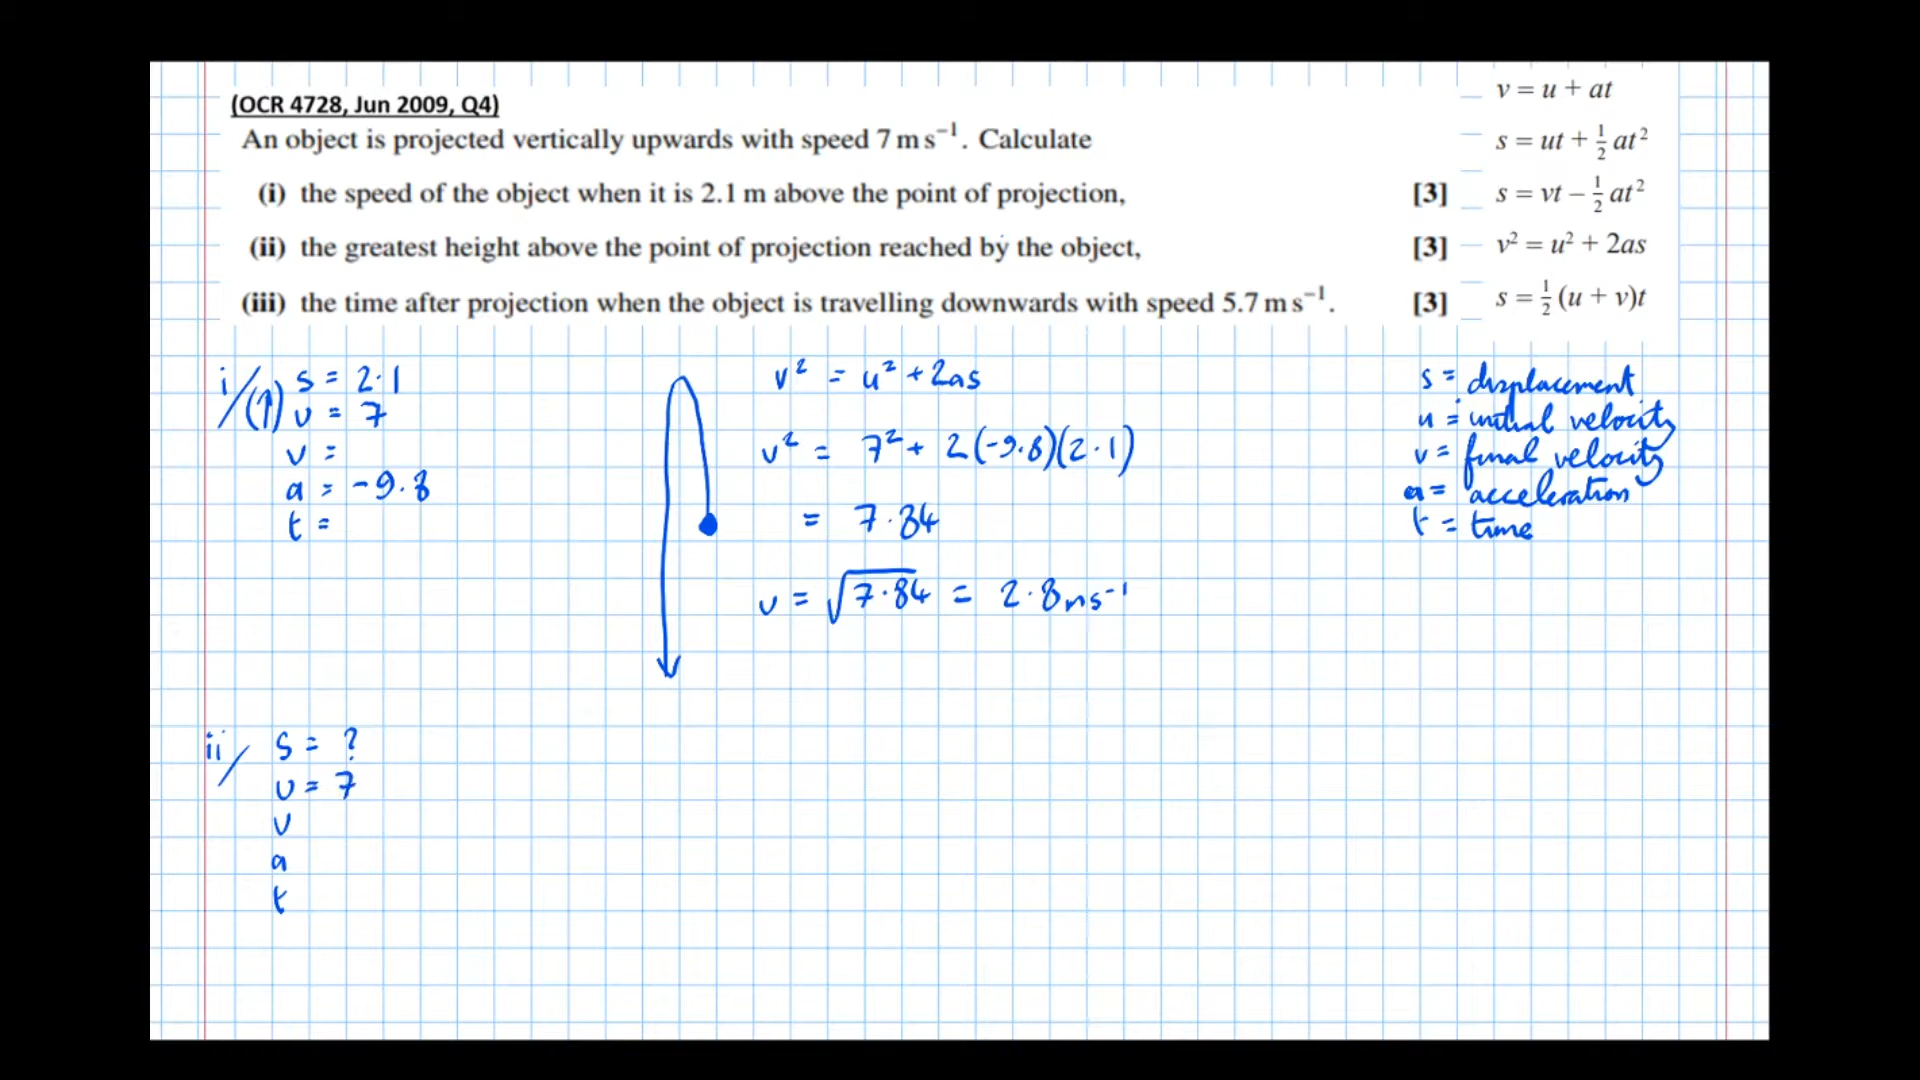 (OCR 4728, Jun 2009, Q4)
An object is projected vertically upwards with speed 7 m s⁻¹. Calculate
(i) the speed of the object when it is 2.1 m above the point of projection, [3]
(ii) the greatest height above the point of projection reached by the object, [3]
(iii) the time after projection when the object is travelling downwards with speed 5.7 m s⁻¹. [3]
v = u + at
s = ut + ½ at²
s = vt − ½ at²
v² = u² + 2as
s = ½ (u + v)t
i/ (↑) s = 2.1
u = 7
v =
a = -9.8
t =
v² = u² + 2as
v² = 7² + 2(-9.8)(2.1)
= 7.84
v = √7.84 = 2.8ms⁻¹
s = displacement
u = initial velocity
v = final velocity
a = acceleration
t = time
ii/ s = ?
u = 7
v
a
t